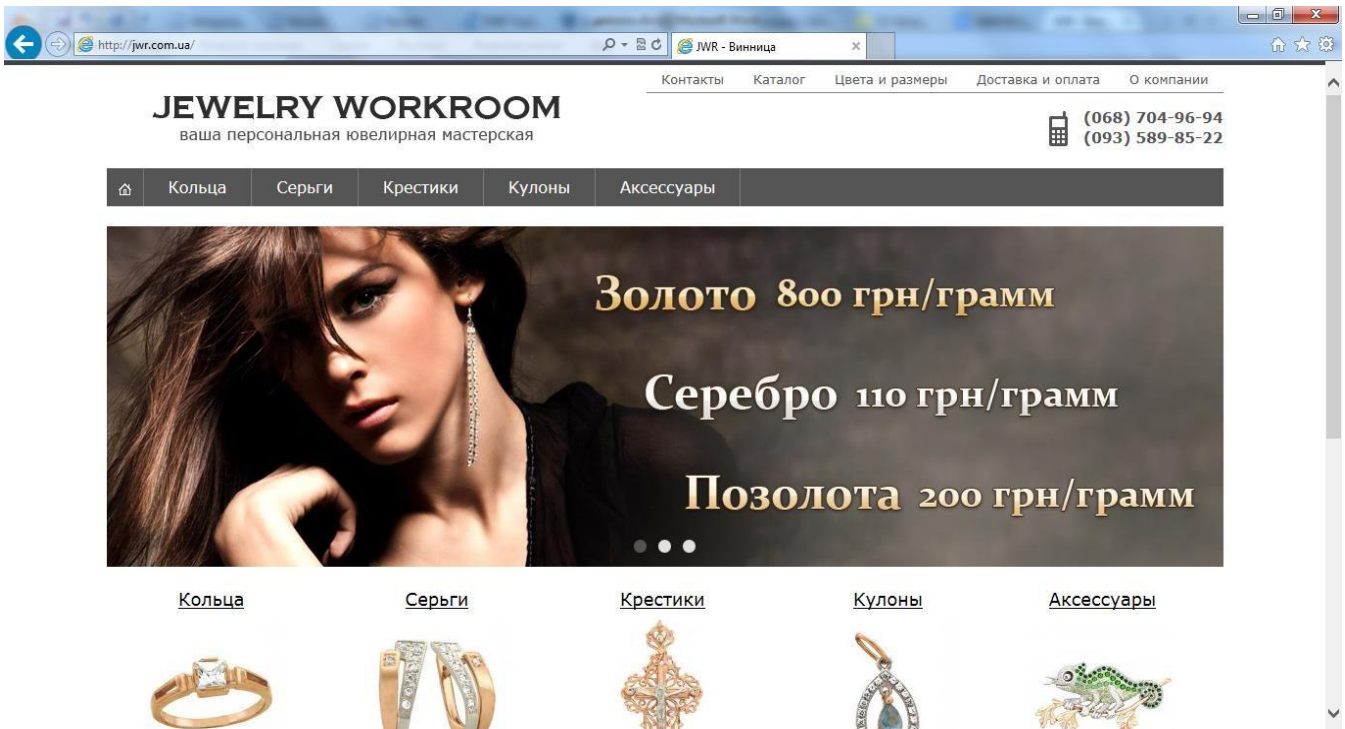 http://jwr.com.ua/
JWR - Винница
Контакты Каталог Цвета и размеры Доставка и оплата О компании
JEWELRY WORKROOM
ваша персональная ювелирная мастерская
(068) 704-96-94
(093) 589-85-22
Кольца Серьги Крестики Кулоны Аксессуары
Золото 800 грн/грамм
Серебро 110 грн/грамм
Позолота 200 грн/грамм
Кольца Серьги Крестики Кулоны Аксессуары